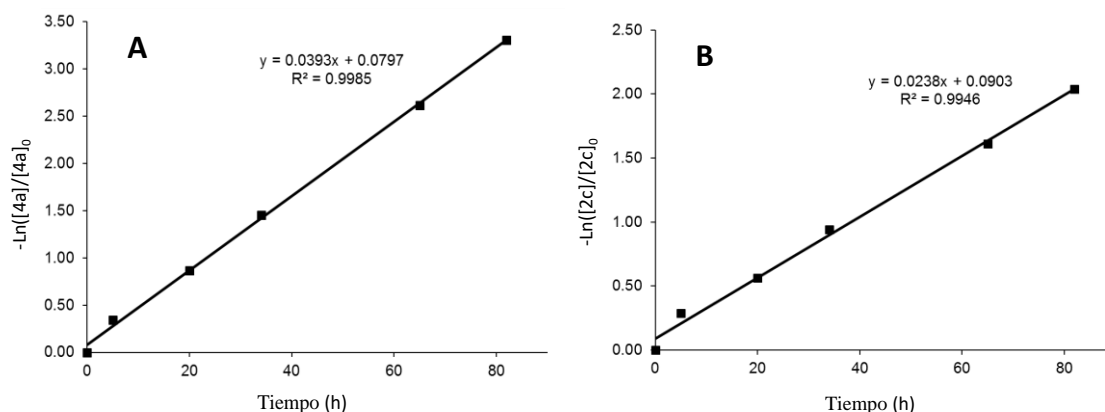 A
y = 0.0393x + 0.0797
R² = 0.9985
-Ln([4a]/[4a]₀
3.50
3.00
2.50
2.00
1.50
1.00
0.50
0.00
0
20
40
60
80
Tiempo (h)
B
y = 0.0238x + 0.0903
R² = 0.9946
-Ln([2c]/[2c]₀
2.50
2.00
1.50
1.00
0.50
0.00
0
20
40
60
80
Tiempo (h)